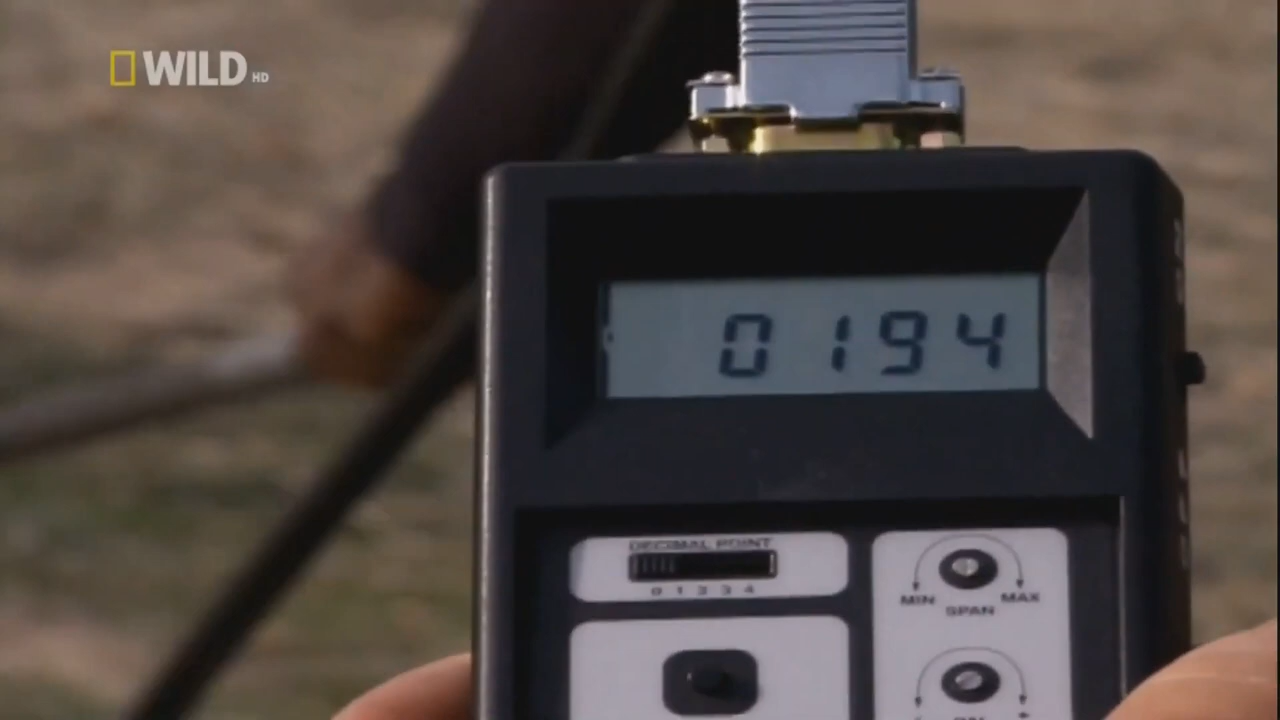 WILD HD
0194
DECIMAL POINT
0 1 2 3 4
MIN SPAN MAX